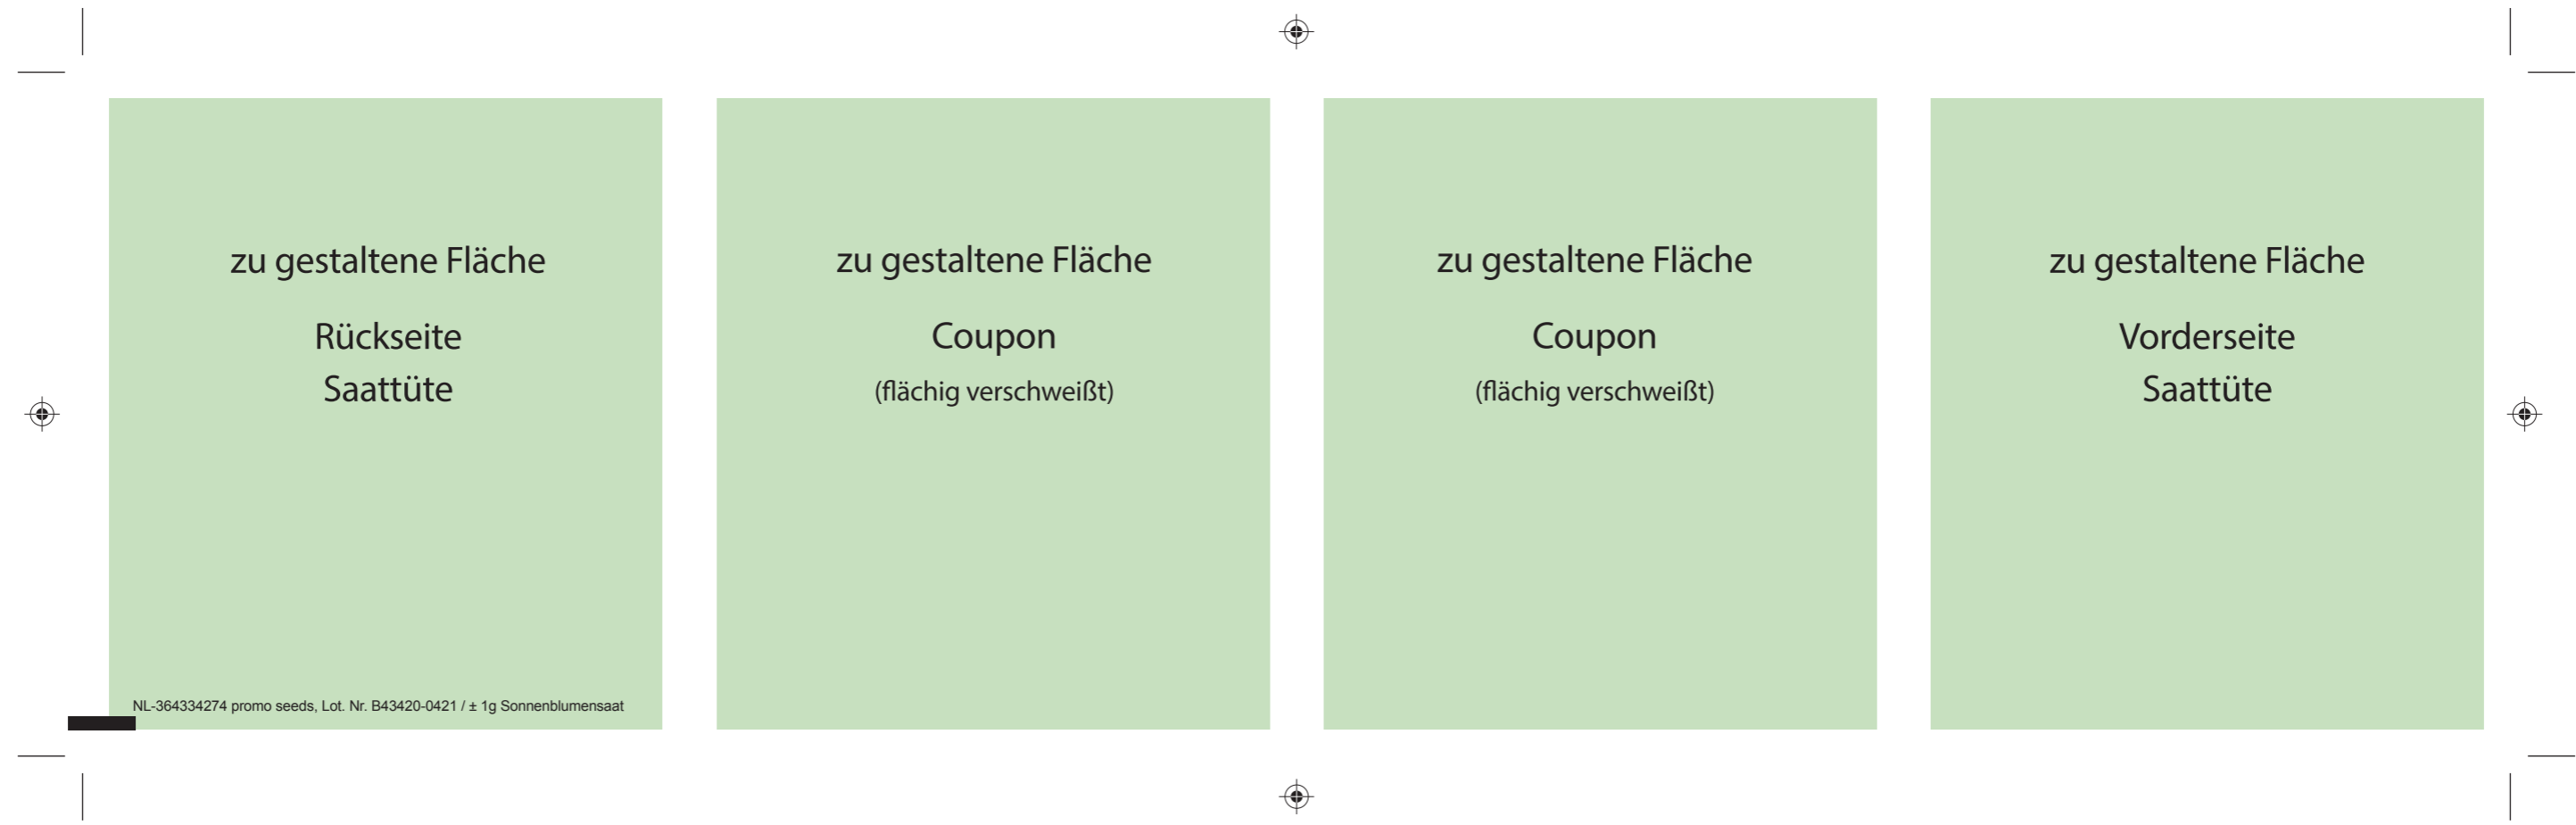 zu gestaltene Fläche
Rückseite
Saattüte
NL-364334274 promo seeds, Lot. Nr. B43420-0421 / ± 1g Sonnenblumensaat
zu gestaltene Fläche
Coupon
(flächig verschweißt)
zu gestaltene Fläche
Coupon
(flächig verschweißt)
zu gestaltene Fläche
Vorderseite
Saattüte